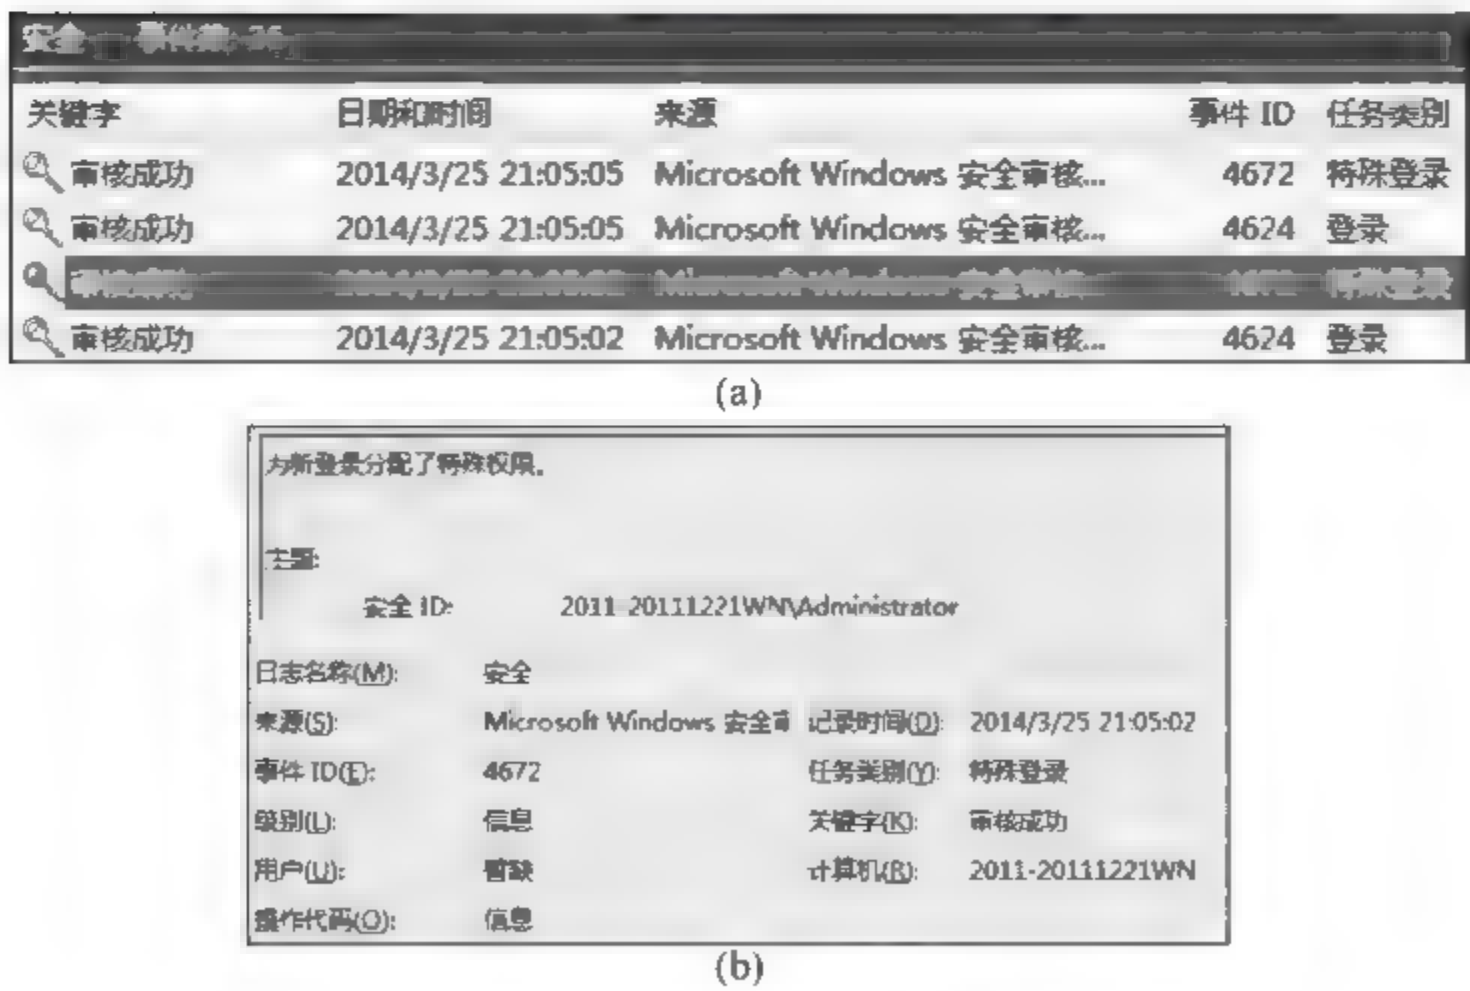 安全
关键字 日期和时间 来源 事件 ID 任务类别
审核成功 2014/3/25 21:05:05 Microsoft Windows 安全审核... 4672 特殊登录
审核成功 2014/3/25 21:05:05 Microsoft Windows 安全审核... 4624 登录
4672 特殊登录
审核成功 2014/3/25 21:05:02 Microsoft Windows 安全审核... 4624 登录
(a)
为新登录分配了特殊权限。
主题:
安全 ID: 2011-20111221WN\Administrator
日志名称(M): 安全
来源(S): Microsoft Windows 安全审 记录时间(D): 2014/3/25 21:05:02
事件 ID(E): 4672 任务类别(Y): 特殊登录
级别(L): 信息 关键字(K): 审核成功
用户(U): 暂缺 计算机(R): 2011-20111221WN
操作代码(O): 信息
(b)